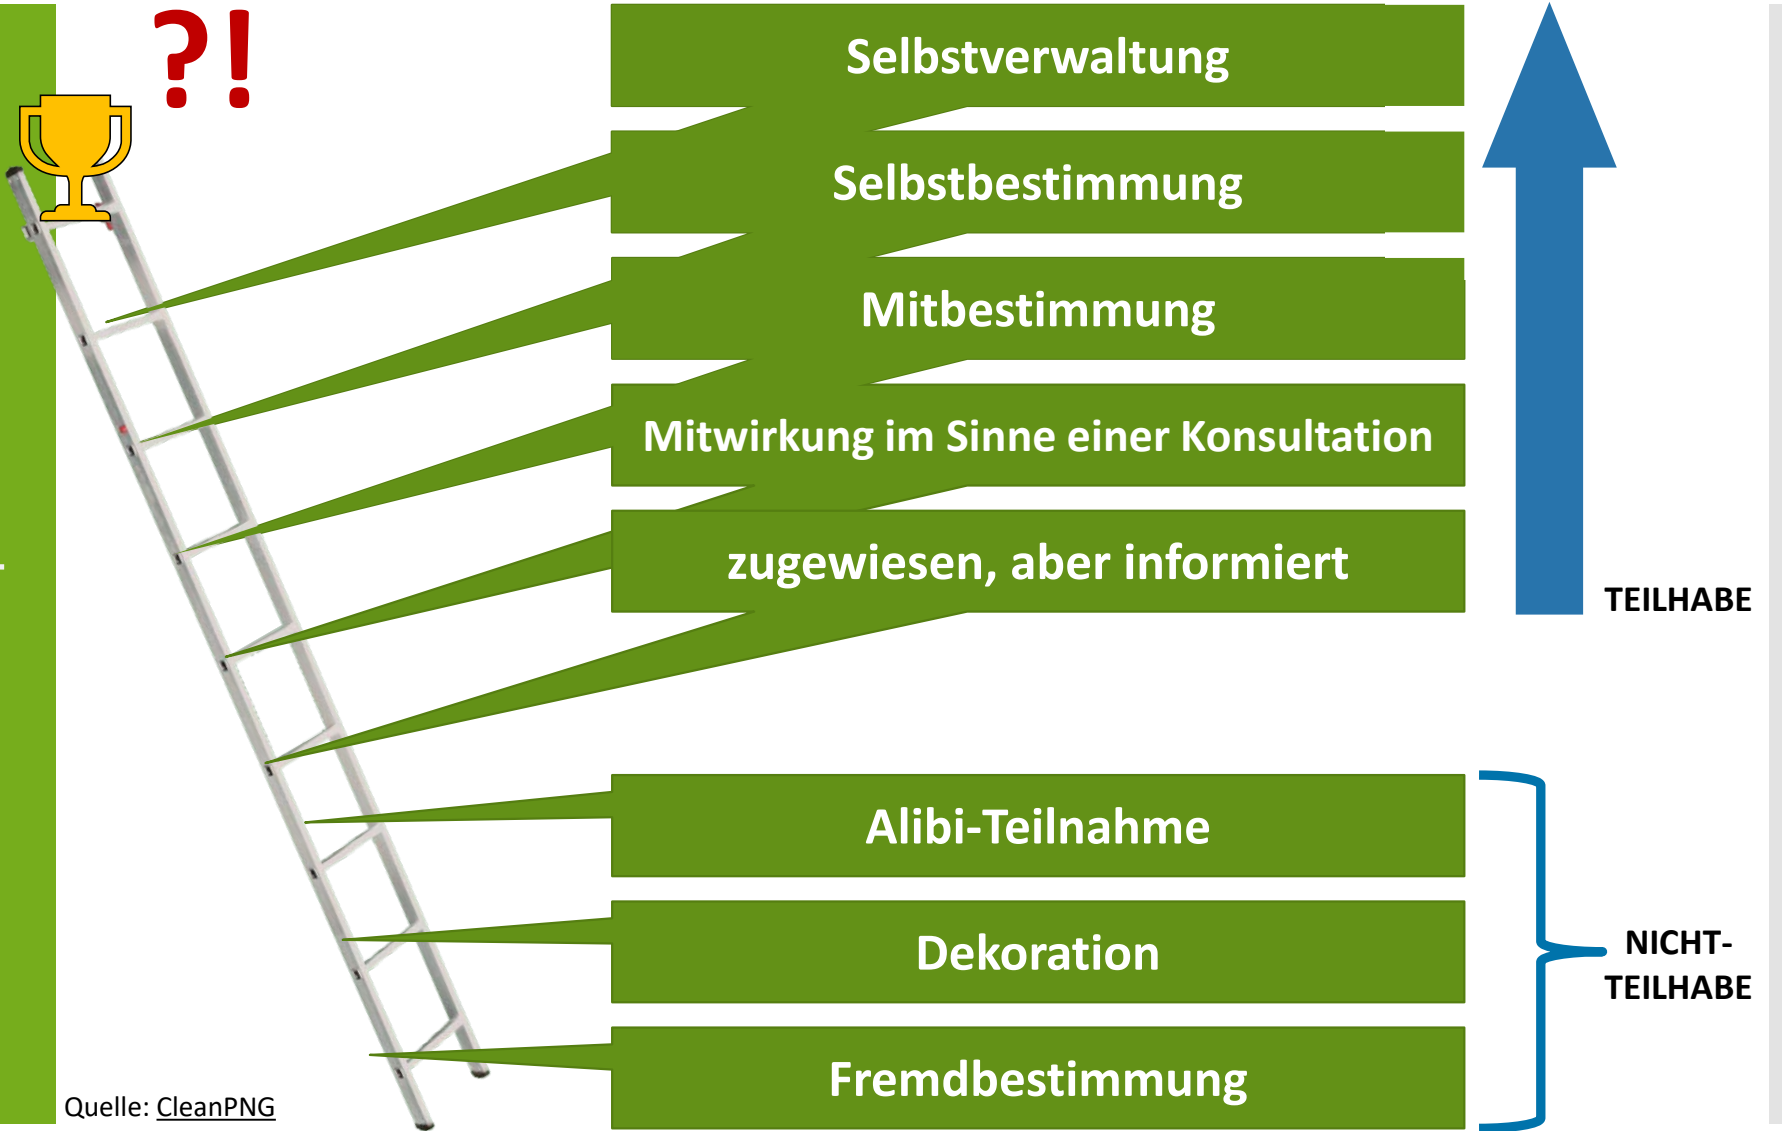 ?!
Selbstverwaltung
Selbstbestimmung
Mitbestimmung
Mitwirkung im Sinne einer Konsultation
zugewiesen, aber informiert
TEILHABE
Alibi-Teilnahme
Dekoration
NICHT-
TEILHABE
Fremdbestimmung
Quelle: CleanPNG